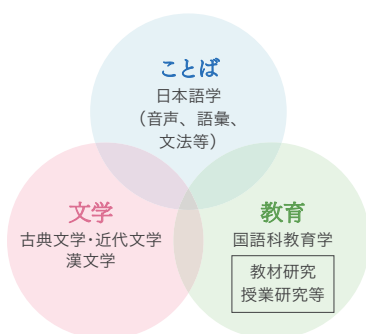 ことば
日本語学
（音声、語彙、
文法等）
文学
古典文学・近代文学
漢文学
教育
国語科教育学
教材研究
授業研究等